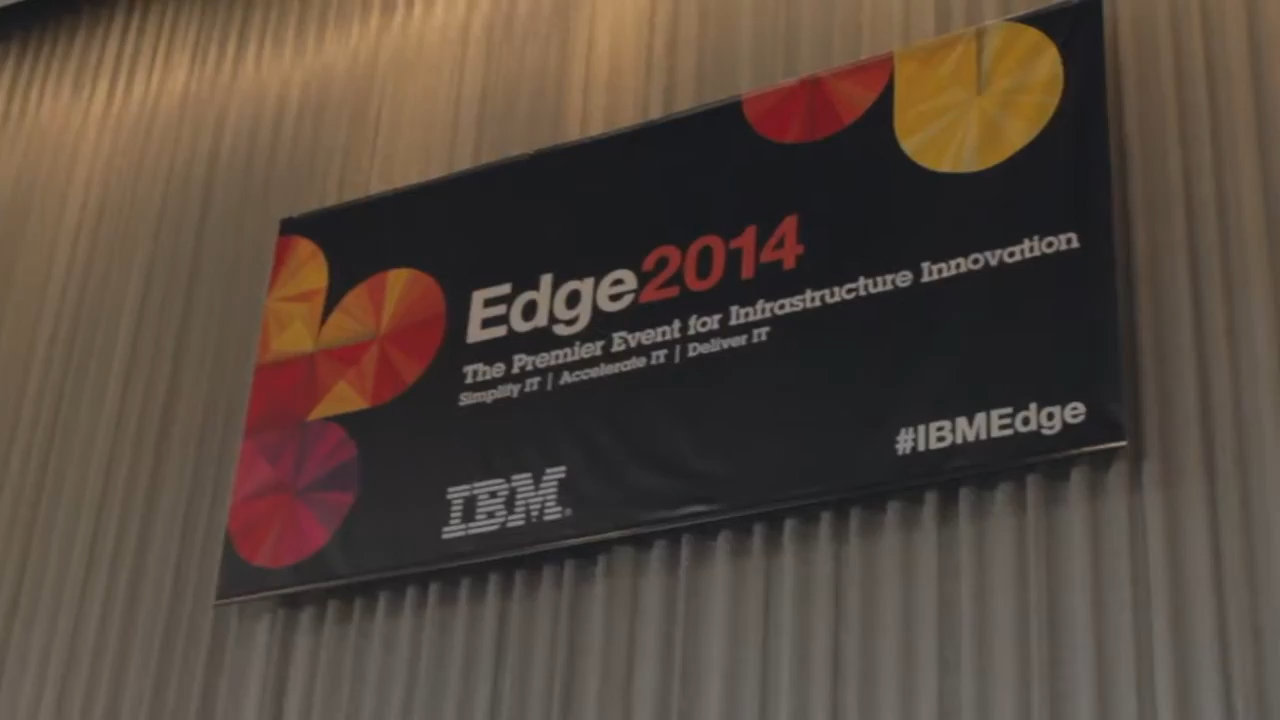 Edge2014
The Premier Event for Infrastructure Innovation
Simplify IT | Accelerate IT | Deliver IT
#IBMEdge
IBM®